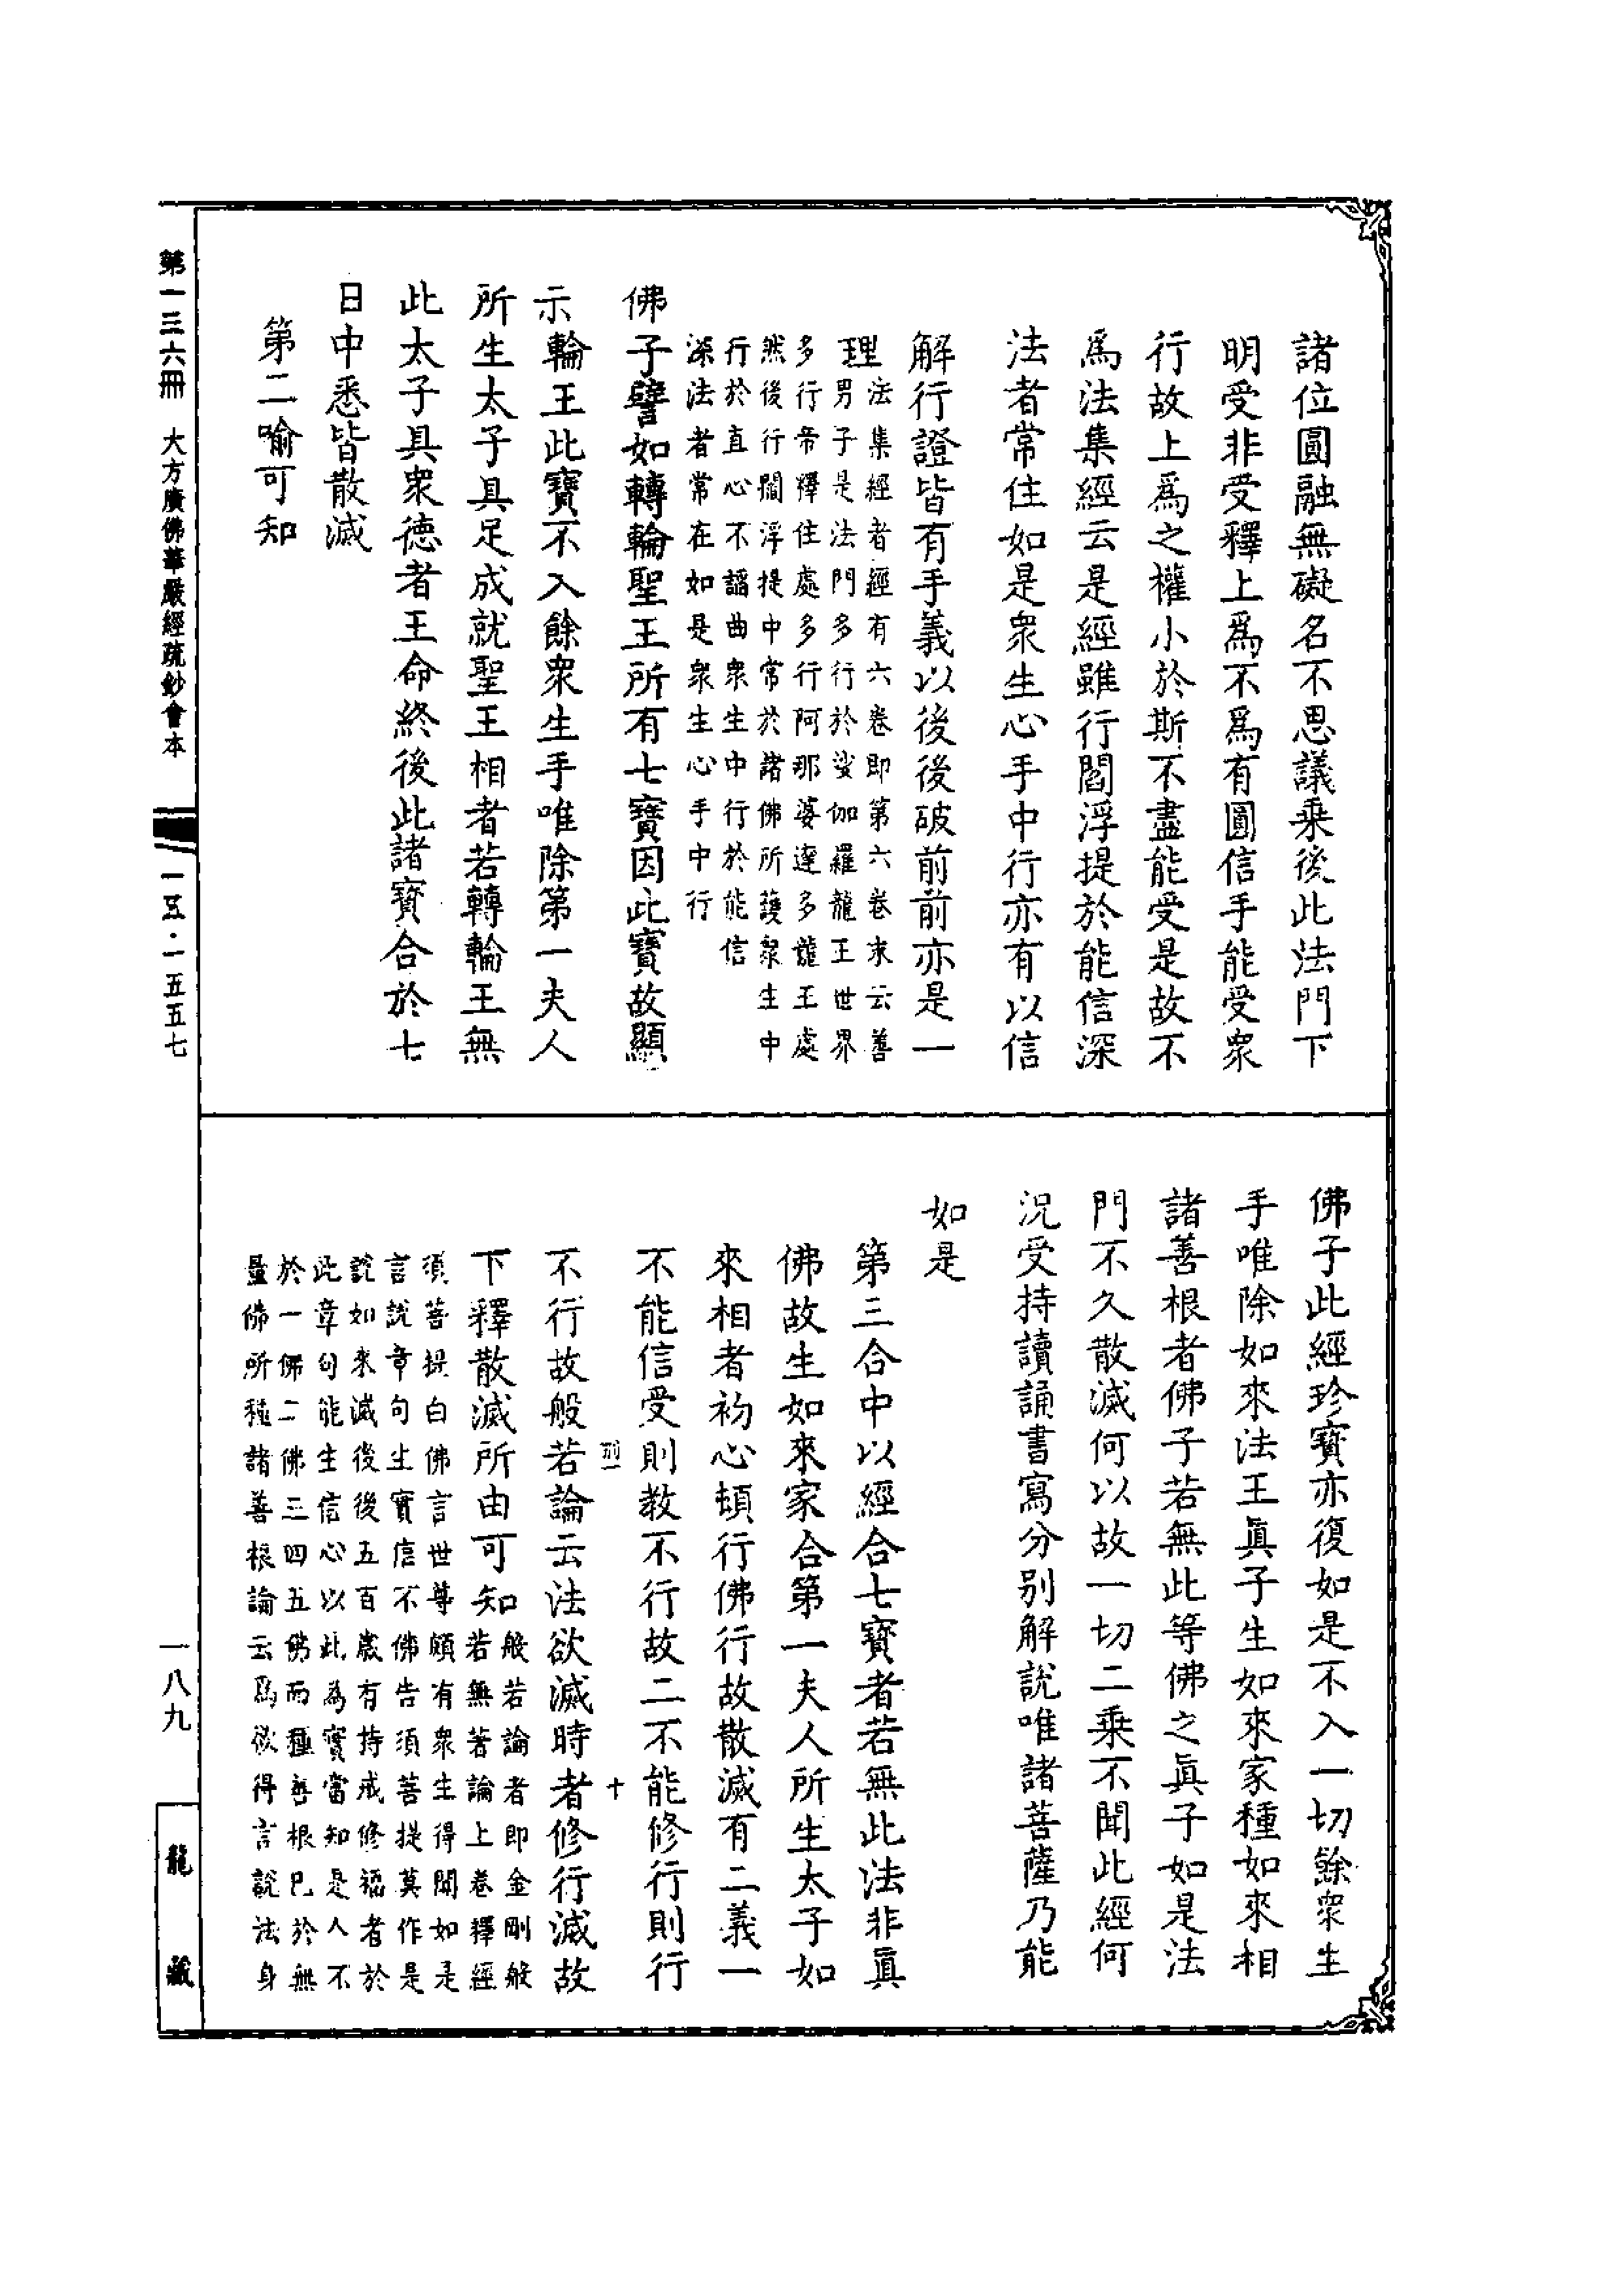 諸位圓融無礙名不思議乗後此法門下
明受非受釋上爲不爲有圓信手能受衆
行故上爲之權小於斯不盡能受是故不
爲法集經云是經雖行閻浮提於能信深
法者常住如是衆生心手中行亦有以信
解行證皆有手義以後後破前前亦是一
理法集經者經有六卷即第六卷末云善
男子是法門多行於娑伽羅龍王世界
多行帝釋住處多行阿那婆達多龍王處
然後行閻浮提中常於諸佛所護衆生中
行於直心不諂曲衆生中行於能信
深法者常在如是衆生心手中行
佛子譬如轉輪聖王所有七寶因此寶故顯
示輪王此寶不入餘衆生手唯除第一夫人
所生太子具足成就聖王相者若轉輪王無
此太子具衆德者王命終後此諸寶合於七
日中悉皆散滅
第二喻可知
佛子此經珍寶亦復如是不入一切餘衆生
手唯除如來法王眞子生如來家種如來相
諸善根者佛子若無此等佛之眞子如是法
門不久散滅何以故一切二乗不聞此經何
況受持讀誦書寫分別解說唯諸菩薩乃能
如是
第三合中以經合七寶者若無此法非眞
佛故生如來家合第一夫人所生太子如
來相者初心頓行佛行故散滅有二義一
不能信受則教不行故二不能修行則行
十
不行故般若論云法欲滅時者修行滅故
下釋散滅所由可知般若論者即金剛般
若無著論上卷釋經
須菩提白佛言世尊頗有衆生得聞如是
言說章句生實信不佛告須菩提莫作是
說如來滅後後五百歲有持戒修福者於
此章句能生信心以此為實當知是人不
於一佛二佛三四五佛而種善根已於無
量佛所種諸善根論云爲欲得言說法身
第一三六冊 大方廣佛華嚴經疏鈔會本 一五·一五五七
一八九
龍藏